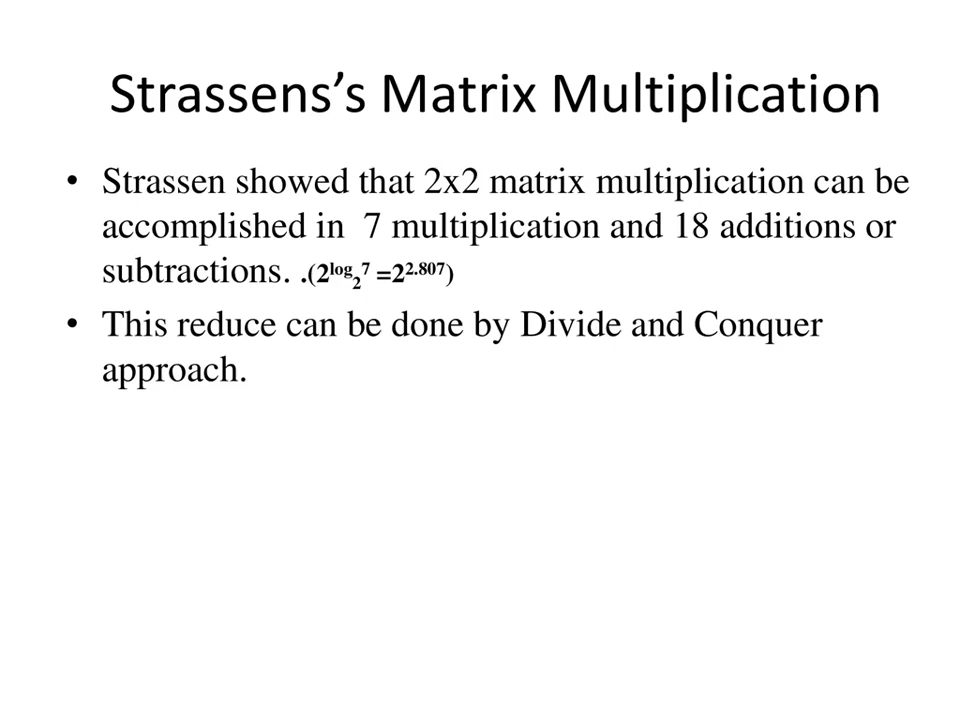 Strassens’s Matrix Multiplication
• Strassen showed that 2x2 matrix multiplication can be
accomplished in 7 multiplication and 18 additions or
subtractions. .(2^log₂7 =2^2.807)
• This reduce can be done by Divide and Conquer
approach.